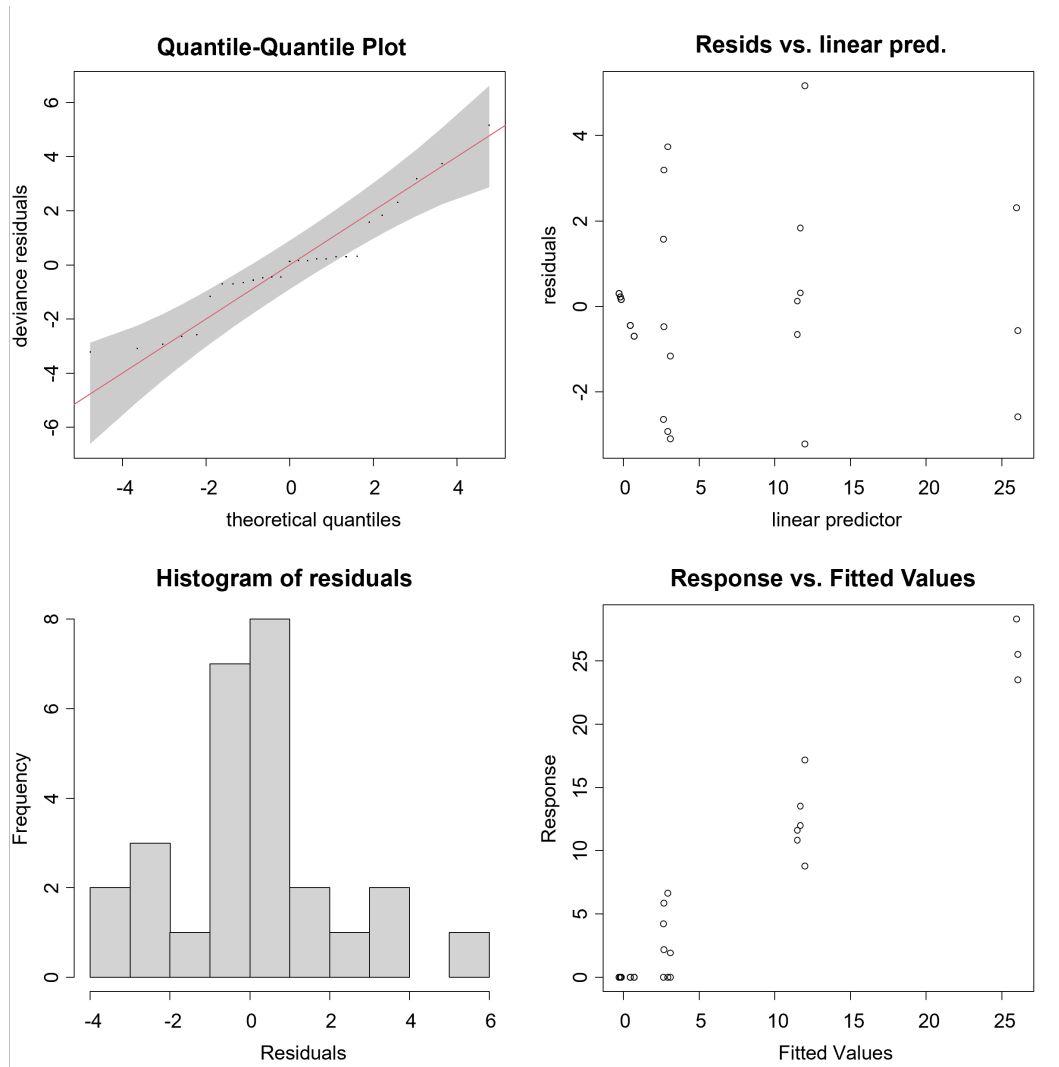 Quantile-Quantile Plot
6
4
2
0
-2
-4
-6
deviance residuals
-4 -2 0 2 4
theoretical quantiles
Resids vs. linear pred.
4
2
0
-2
residuals
0 5 10 15 20 25
linear predictor
Histogram of residuals
8
6
4
2
0
Frequency
-4 -2 0 2 4 6
Residuals
Response vs. Fitted Values
25
20
15
10
5
0
Response
0 5 10 15 20 25
Fitted Values